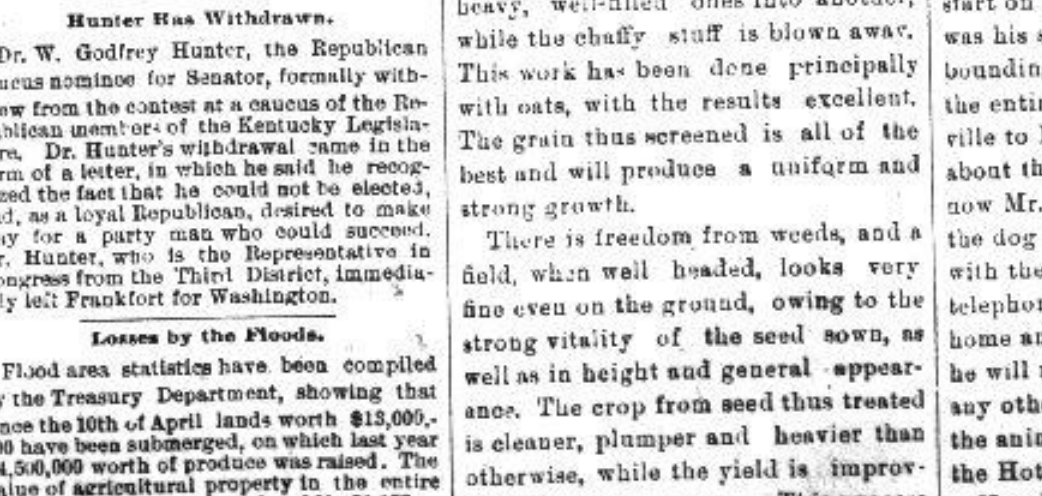 Hunter Has Withdrawn.
Dr. W. Godfrey Hunter, the Republican
ucus nominee for Senator, formally with-
ew from the contest at a caucus of the Re-
blican members of the Kentucky Legisla-
re. Dr. Hunter's withdrawal came in the
rm of a letter, in which he said he recog-
zed the fact that he could not be elected,
d, as a loyal Republican, desired to make
ay for a party man who could succeed.
r. Hunter, who is the Representative in
ongress from the Third District, immedia-
ly left Frankfort for Washington.
Losses by the Floods.
Flood area statistics have been compiled
y the Treasury Department, showing that
nce the 10th of April lands worth $13,000,-
00 have been submerged, on which last year
4,500,000 worth of produce was raised. The
alue of agricultural property in the entire
heavy, well-filled ones into another,
while the chaffy stuff is blown away.
This work has been done principally
with oats, with the results excellent.
The grain thus screened is all of the
best and will produce a uniform and
strong growth.
There is freedom from weeds, and a
field, when well headed, looks very
fine even on the ground, owing to the
strong vitality of the seed sown, as
well as in height and general appear-
ance. The crop from seed thus treated
is cleaner, plumper and heavier than
otherwise, while the yield is improv-
start on
was his s
boundin
the enti
ville to
about th
now Mr.
the dog
with the
telephon
home an
he will
any othe
the anim
the Hot